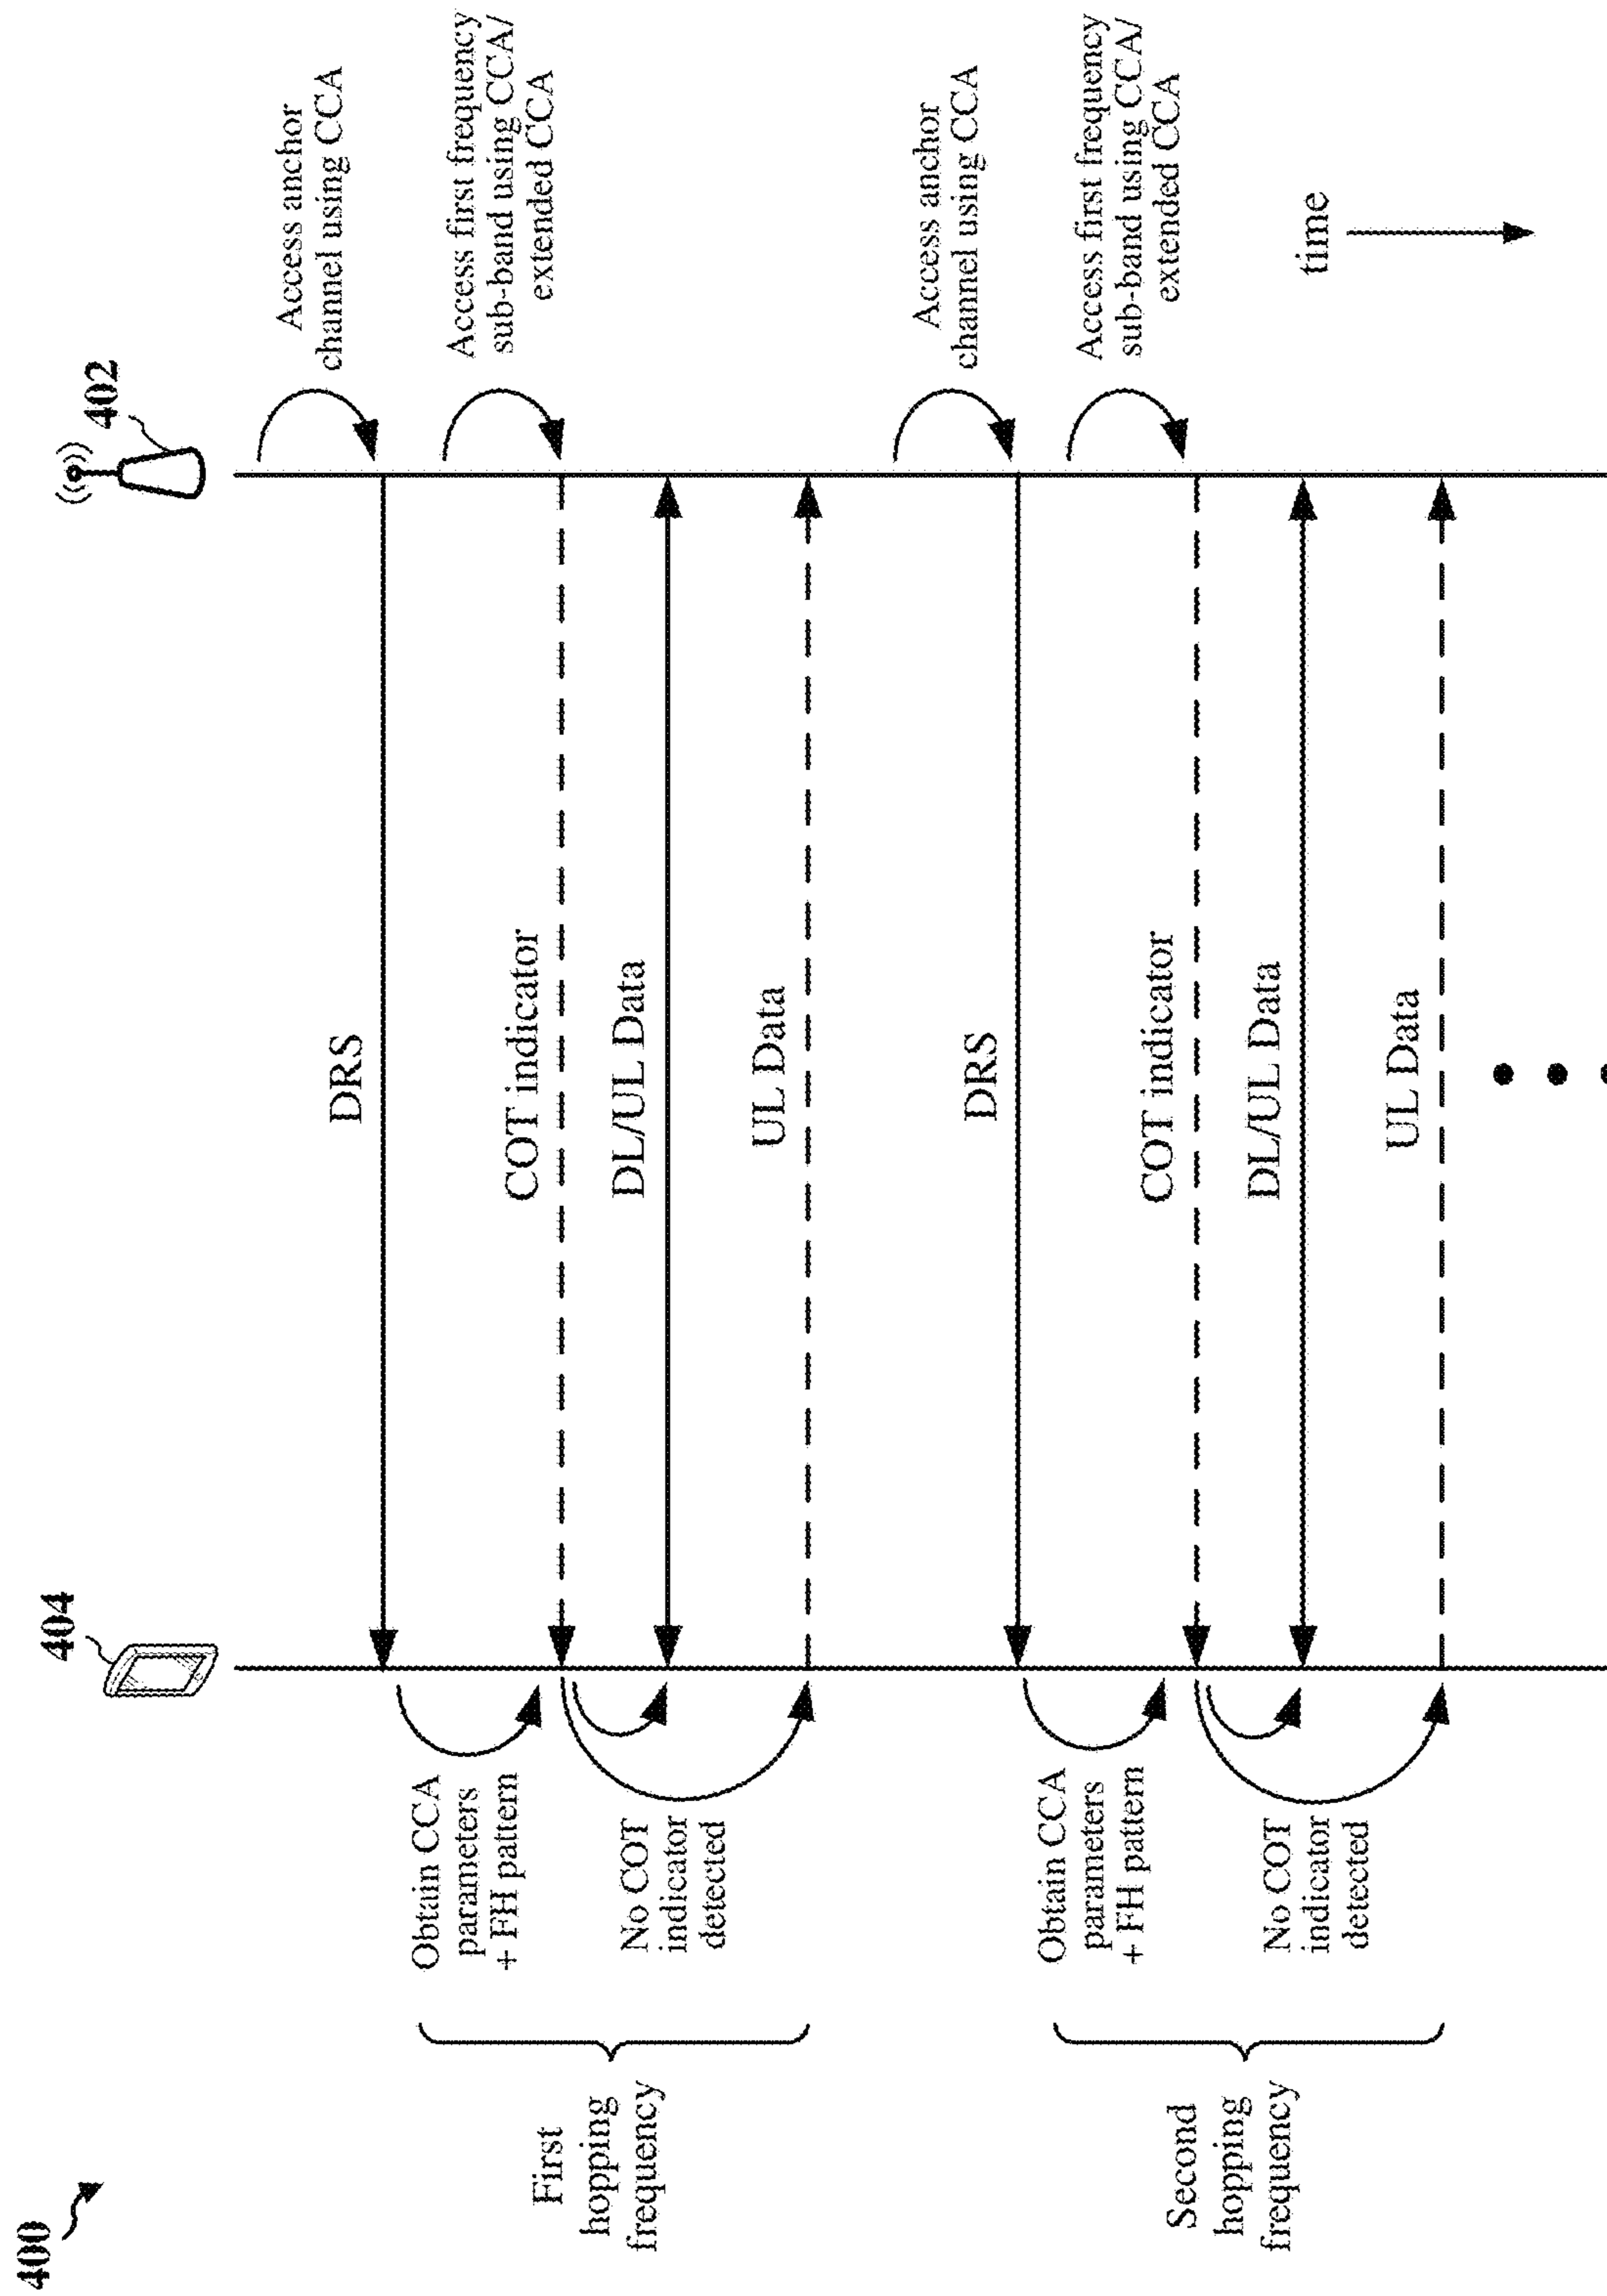 400
404
402
Access anchor
channel using CCA
DRS
Obtain CCA
parameters
+ FH pattern
Access first frequency
sub-band using CCA/
extended CCA
COT indicator
First
hopping
frequency
DL/UL Data
No COT
indicator
detected
UL Data
Access anchor
channel using CCA
DRS
Obtain CCA
parameters
+ FH pattern
Access first frequency
sub-band using CCA/
extended CCA
COT indicator
Second
hopping
frequency
DL/UL Data
No COT
indicator
detected
UL Data
time